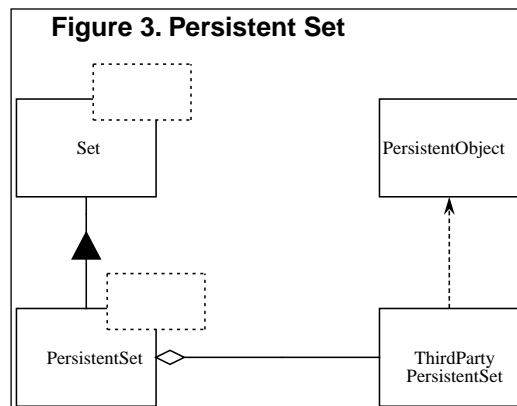 Figure 3. Persistent Set
Set
PersistentObject
PersistentSet
ThirdParty
PersistentSet